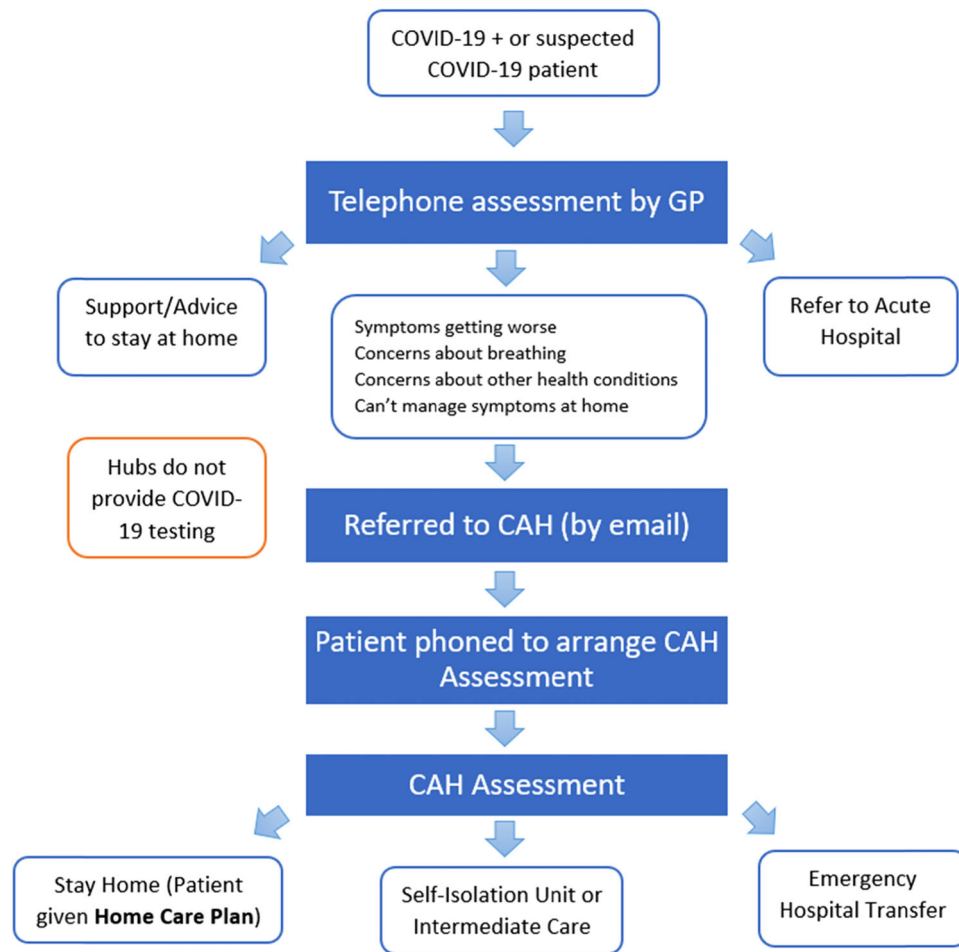 COVID-19 + or suspected
COVID-19 patient
Telephone assessment by GP
Support/Advice
to stay at home
Symptoms getting worse
Concerns about breathing
Concerns about other health conditions
Can't manage symptoms at home
Refer to Acute
Hospital
Hubs do not
provide COVID-
19 testing
Referred to CAH (by email)
Patient phoned to arrange CAH
Assessment
CAH Assessment
Stay Home (Patient
given Home Care Plan)
Self-Isolation Unit or
Intermediate Care
Emergency
Hospital Transfer